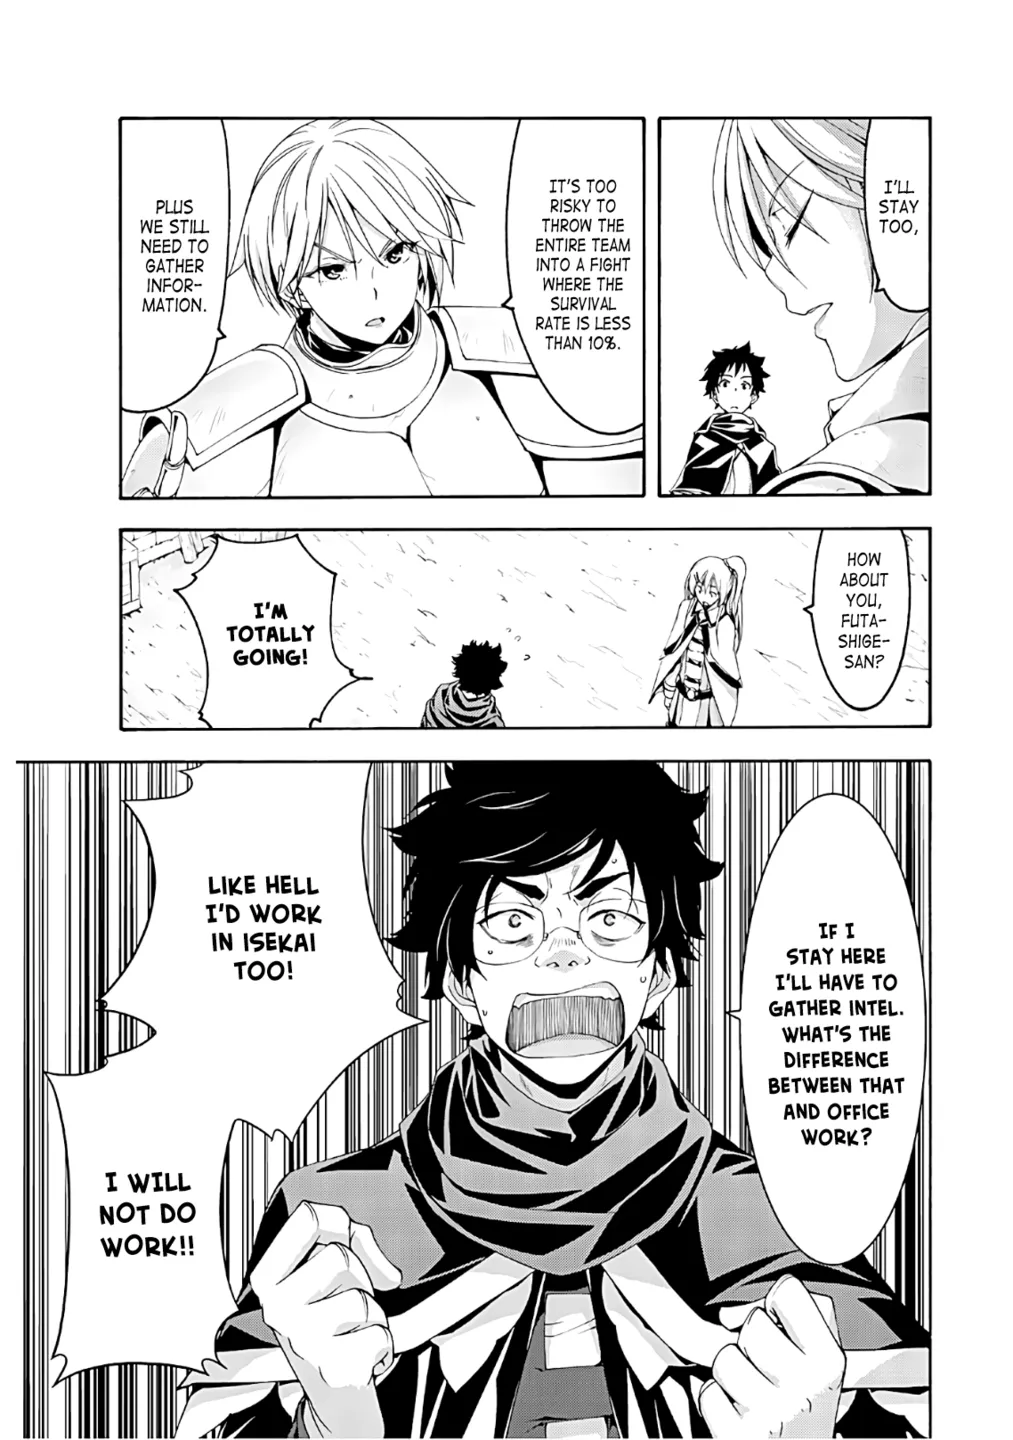 I'LL
STAY
TOO,
IT'S TOO
RISKY TO
THROW THE
ENTIRE TEAM
INTO A FIGHT
WHERE THE
SURVIVAL
RATE IS LESS
THAN 10%.
PLUS
WE STILL
NEED TO
GATHER
INFOR-
MATION.
HOW
ABOUT
YOU,
FUTA-
SHIGE-
SAN?
I'M
TOTALLY
GOING!
IF I
STAY HERE
I'LL HAVE TO
GATHER INTEL.
WHAT'S THE
DIFFERENCE
BETWEEN THAT
AND OFFICE
WORK?
LIKE HELL
I'D WORK
IN ISEKAI
TOO!
I WILL
NOT DO
WORK!!